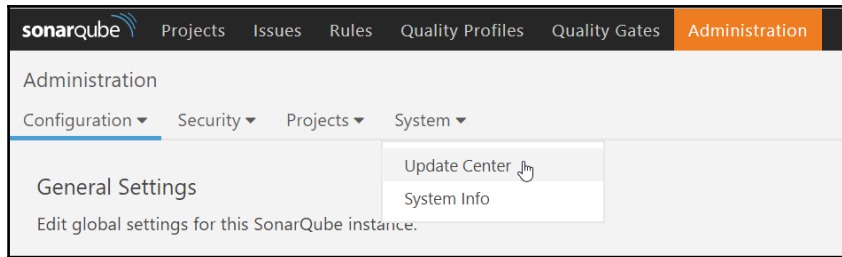 sonarqube Projects Issues Rules Quality Profiles Quality Gates Administration
Administration
Configuration Security Projects System
Update Center
System Info
General Settings
Edit global settings for this SonarQube instance.